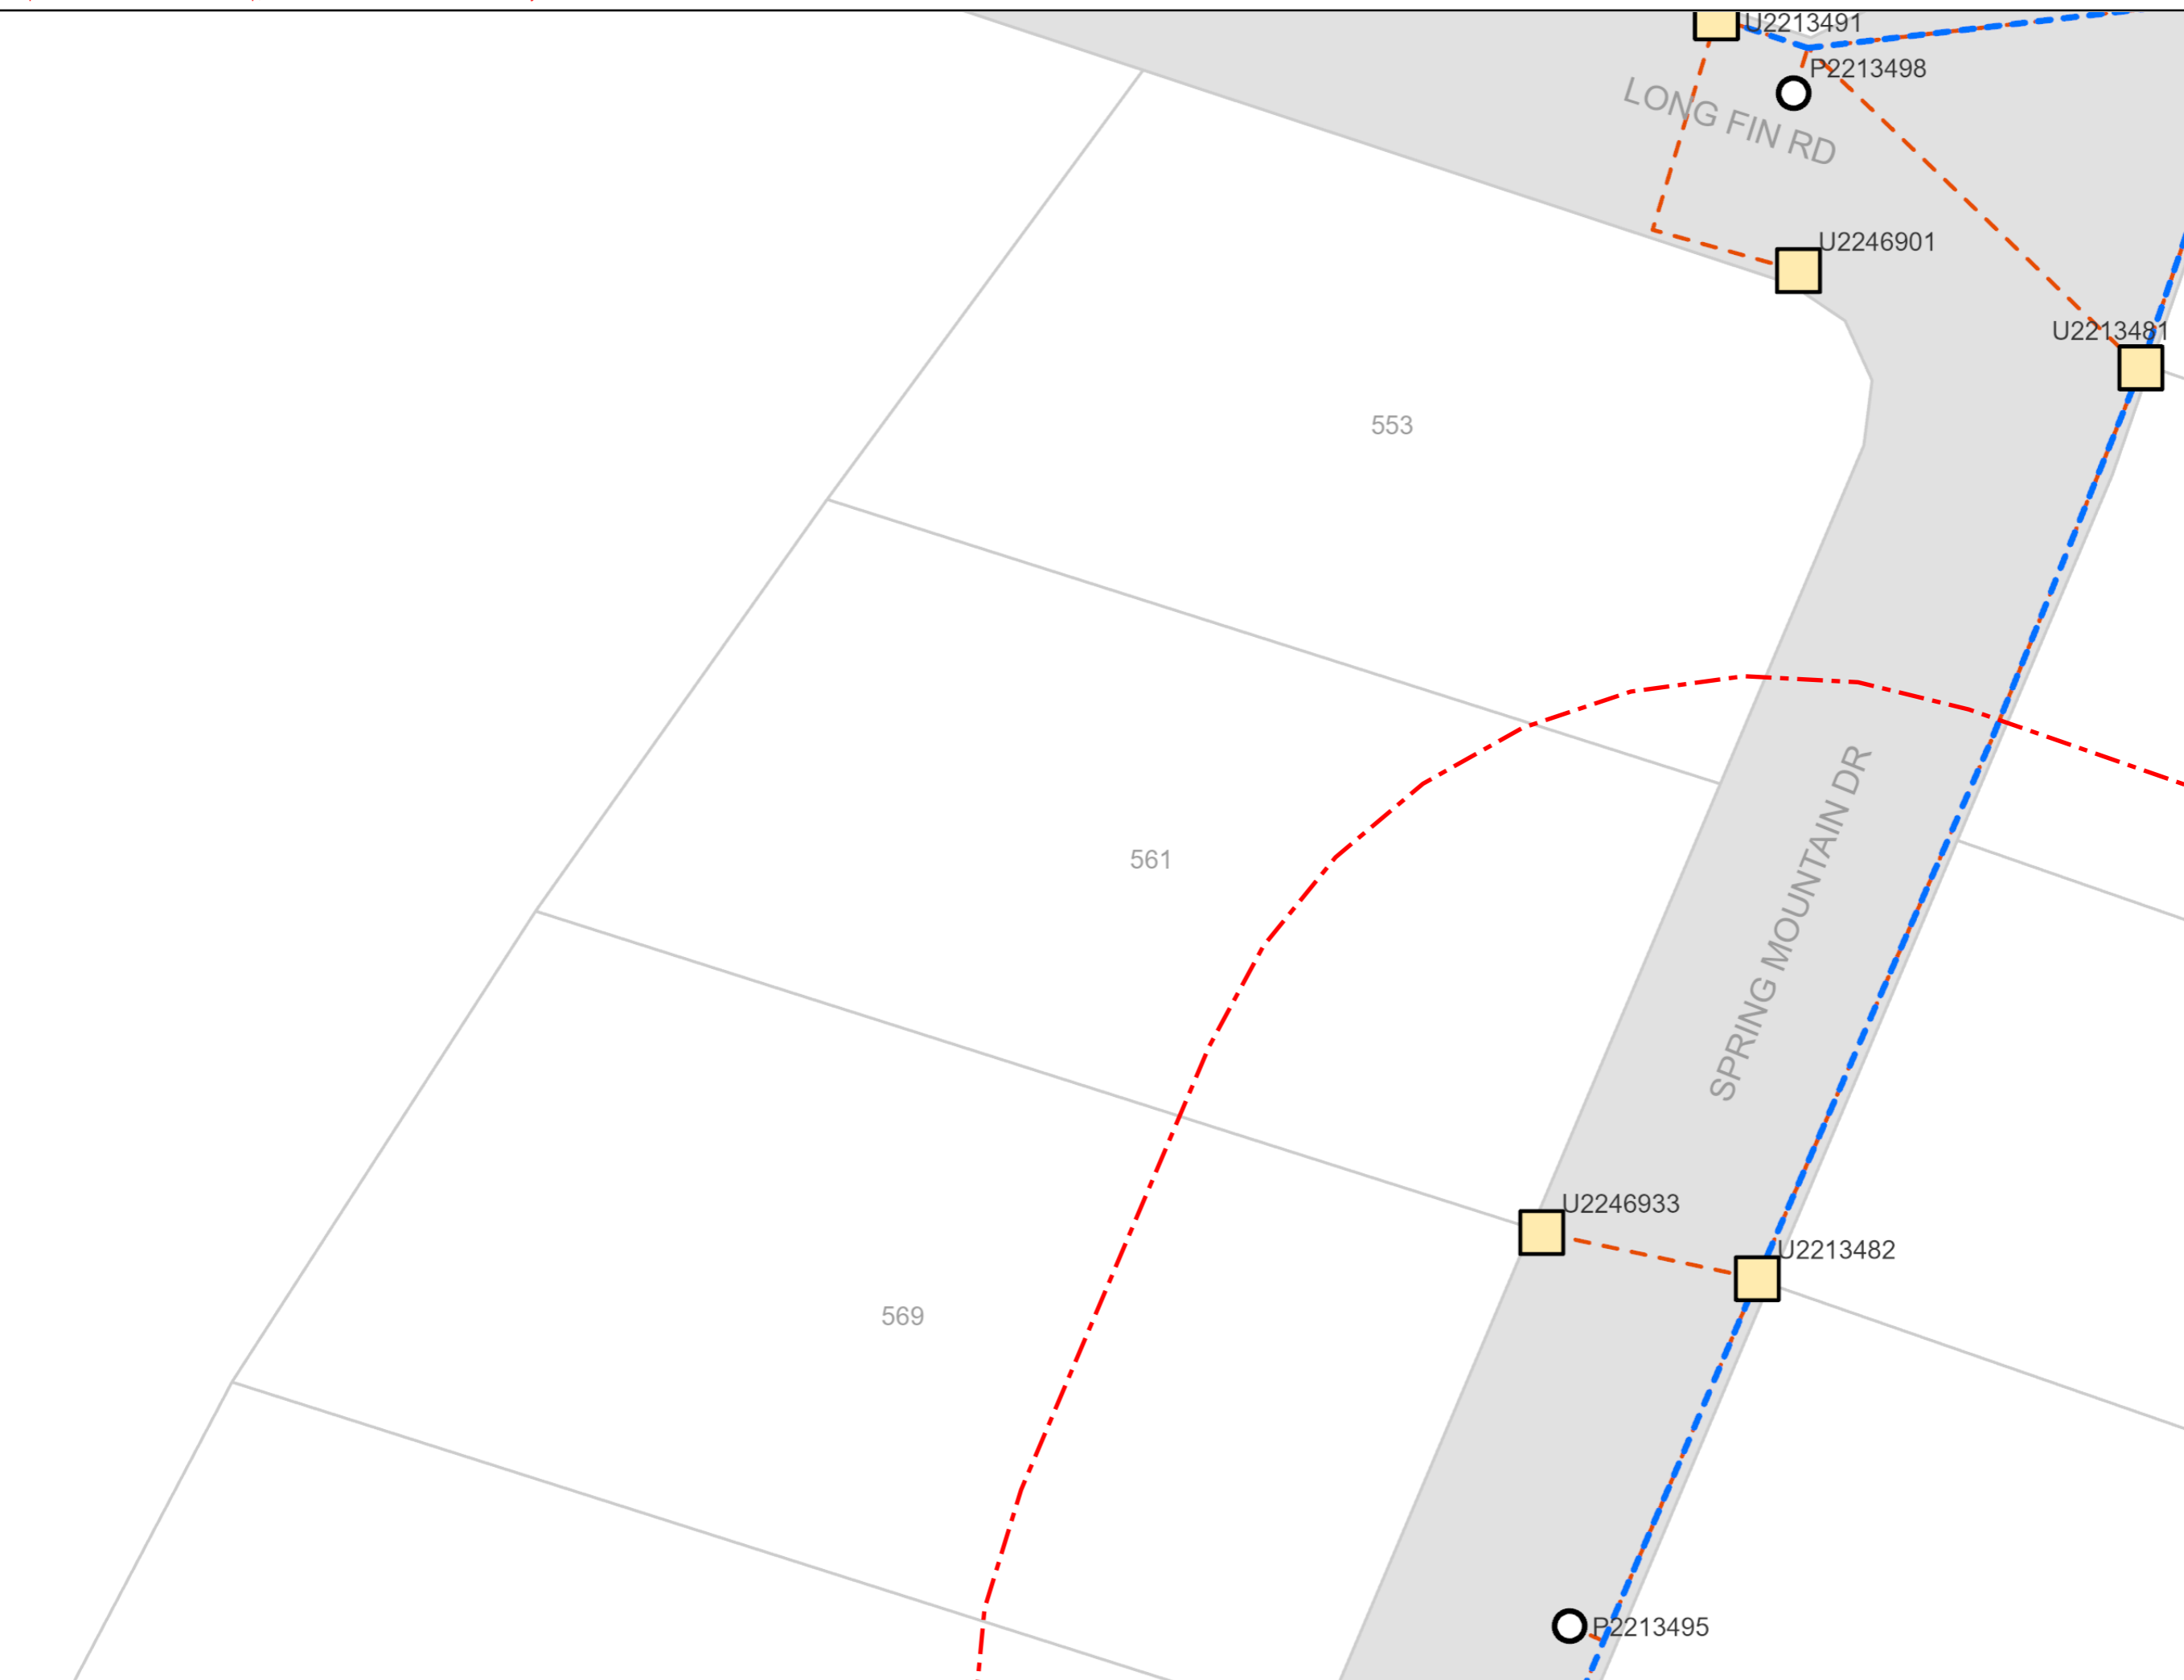 U2213491
P2213498
LONG FIN RD
U2246901
U2213481
553
SPRING MOUNTAIN DR
561
U2246933
U2213482
569
P2213495